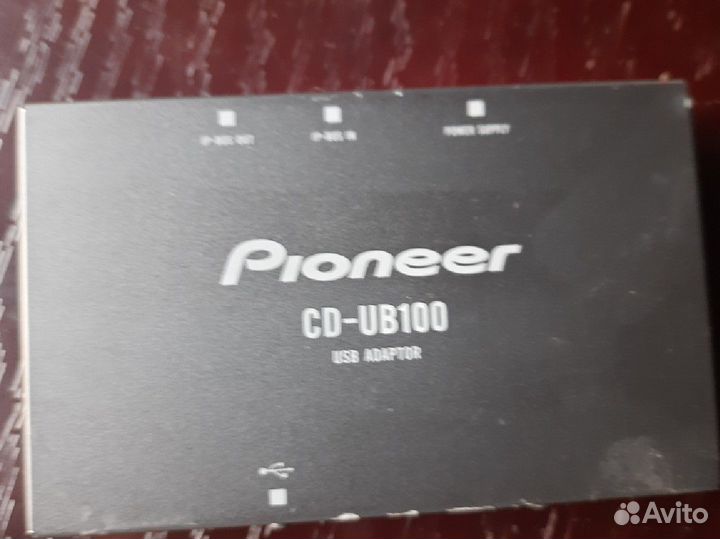 IP-BUS OUT
IP-BUS IN
POWER SUPPLY
Pioneer
CD-UB100
USB ADAPTOR
Avito